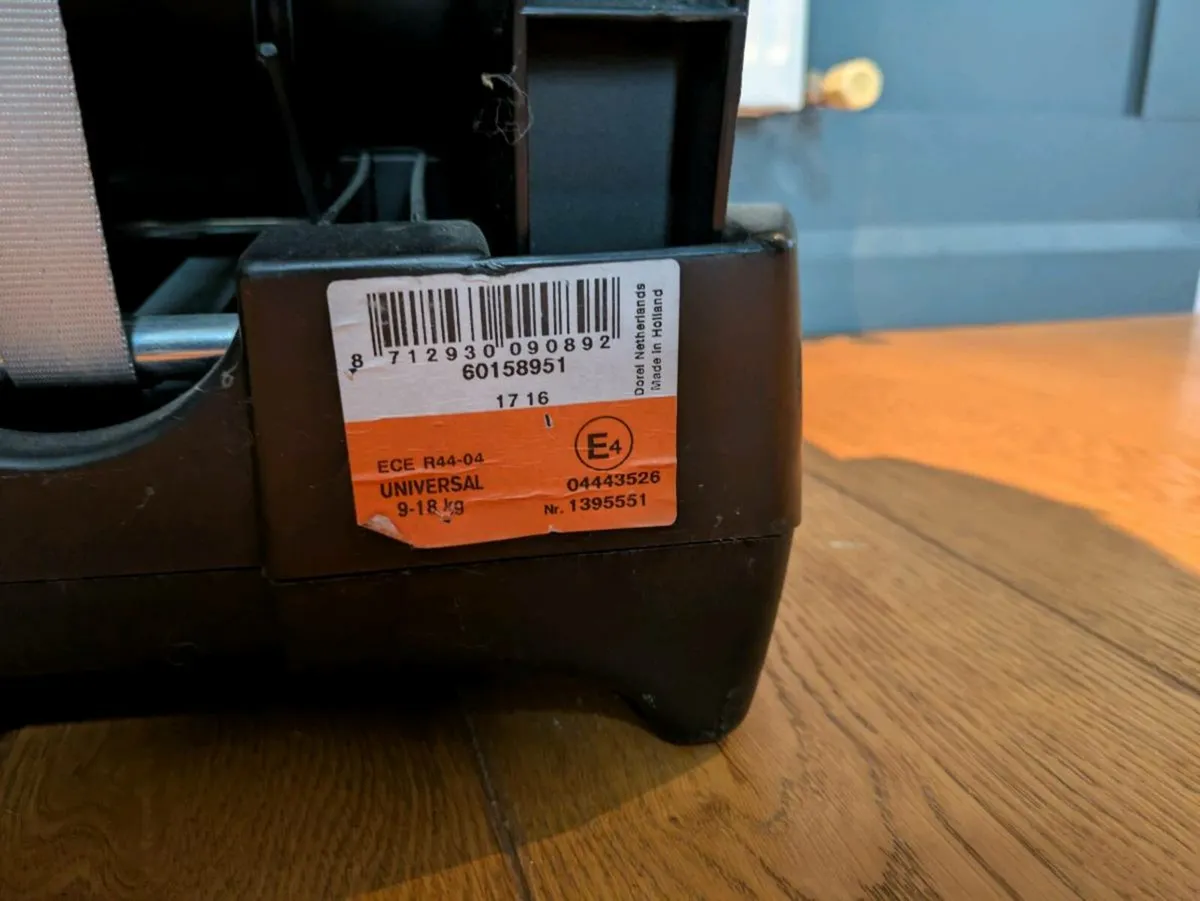 8 712930 090892
60158951
17 16
Dorel Netherlands
Made in Holland
ECE R44-04
UNIVERSAL
9-18 kg
E4
04443526
Nr. 1395551